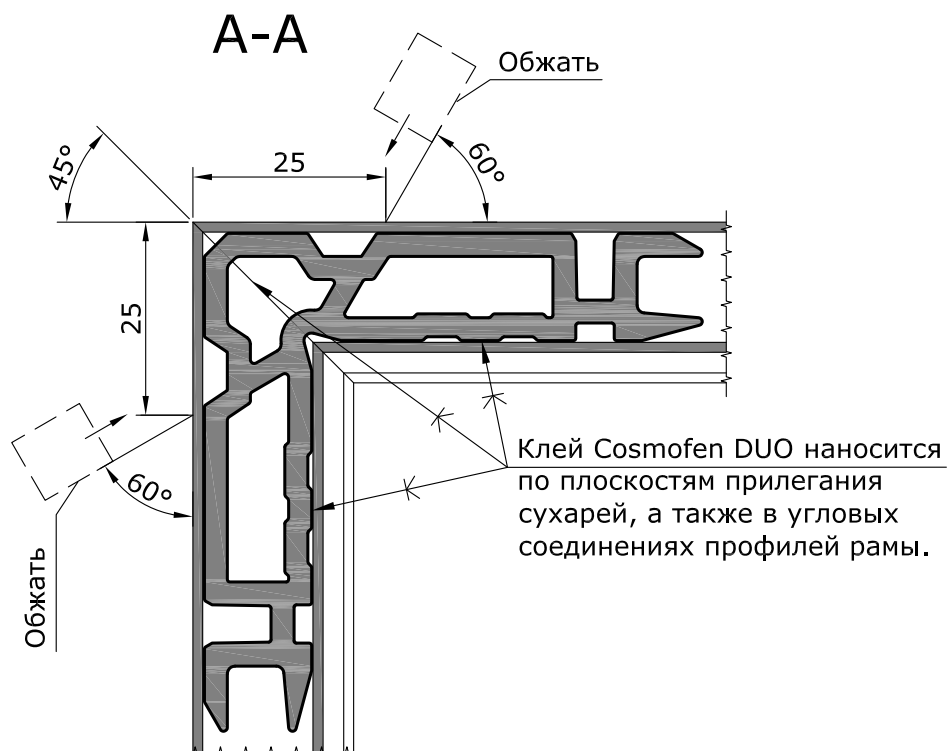 А-А
Обжать
45°
25
60°
25
60°
Обжать
Клей Cosmofen DUO наносится
по плоскостям прилегания
сухарей, а также в угловых
соединениях профилей рамы.